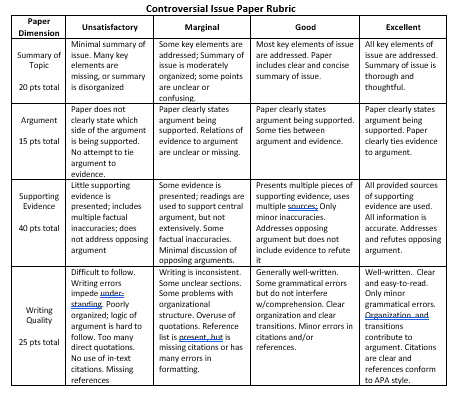 Controversial Issue Paper Rubric
Paper
Dimension
Unsatisfactory
Marginal
Good
Excellent
Summary of
Topic
20 pts total
Minimal summary of
issue. Many key
elements are
missing, or summary
is disorganized
Some key elements
are addressed; Summary
of issue is moderately
organized; some points
are unclear or
confusing.
Most key elements of issue
are addressed. Paper
includes clear and concise
summary of issue.
All key elements of
issue are addressed.
Summary of issue is
thorough and
thoughtful.
Argument
15 pts total
Paper does not
clearly state which
side of the argument
is being supported.
No attempt to tie
argument to
evidence.
Paper clearly states
argument being
supported. Relations of
evidence to argument
are unclear or missing.
Paper clearly states
argument being supported.
Some ties between
argument and evidence.
Paper clearly states
argument being
supported. Paper
clearly ties evidence
to argument.
Supporting
Evidence
40 pts total
Little supporting
evidence is
presented; includes
multiple factual
inaccuracies; does
not address opposing
argument
Some evidence is
presented; readings are
used to support central
argument, but not
extensively. Some
factual inaccuracies.
Minimal discussion of
opposing arguments.
Presents multiple pieces of
supporting evidence, uses
multiple sources; Only
minor inaccuracies.
Addresses opposing
argument but does not
include evidence to refute
it
All provided sources
of supporting
evidence are used.
All information is
accurate. Addresses
and refutes opposing
argument.
Writing
Quality
25 pts total
Difficult to follow.
Writing errors
impede under-
standing. Poorly
organized; logic of
argument is hard to
follow. Too many
direct quotations.
No use of in-text
citations. Missing
references
Writing is inconsistent.
Some unclear sections.
Some problems with
organizational
structure. Overuse of
quotations. Reference
list is present, but is
missing citations or has
many errors in
formatting.
Generally well-written.
Some grammatical errors
but do not interfere
w/comprehension. Clear
organization and clear
transitions. Minor errors in
citations and/or
references.
Well-written. Clear
and easy-to-read.
Only minor
grammatical errors.
Organization and
transitions
contribute to
argument. Citations
are clear and
references conform
to APA style.